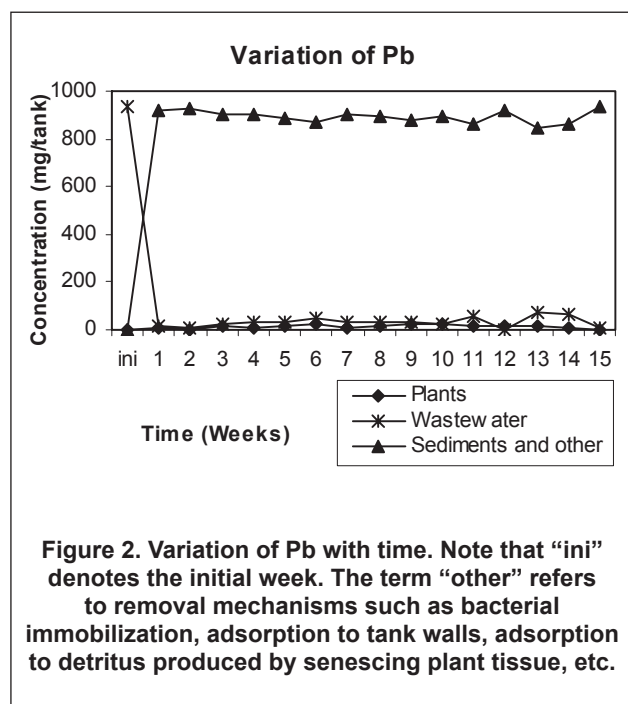 Variation of Pb
Concentration (mg/tank)
1000
800
600
400
200
0
ini 1 2 3 4 5 6 7 8 9 10 11 12 13 14 15
Time (Weeks)
Plants
Wastewater
Sediments and other
Figure 2. Variation of Pb with time. Note that “ini”
denotes the initial week. The term “other” refers
to removal mechanisms such as bacterial
immobilization, adsorption to tank walls, adsorption
to detritus produced by senescing plant tissue, etc.